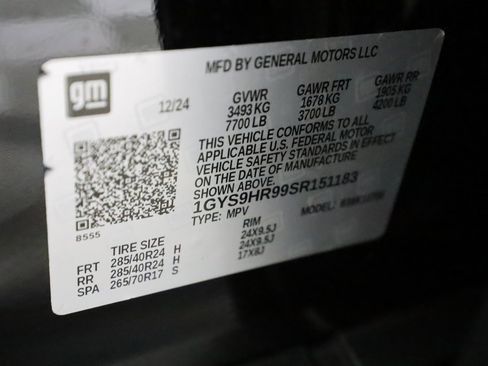 MFD BY GENERAL MOTORS LLC
gm
12/24
GVWR GAWR FRT GAWR RR
3493 KG 1678 KG 1905 KG
7700 LB 3700 LB 4200 LB
THIS VEHICLE CONFORMS TO ALL
APPLICABLE U.S. FEDERAL MOTOR
VEHICLE SAFETY STANDARDS IN EFFECT
ON THE DATE OF MANUFACTURE
SHOWN ABOVE.
1GYS9HR99SR151183
TYPE: MPV MODEL:
8555
TIRE SIZE RIM
FRT 285/40R24 H 24X9.5J
RR 285/40R24 H 24X9.5J
SPA 265/70R17 S 17X8J